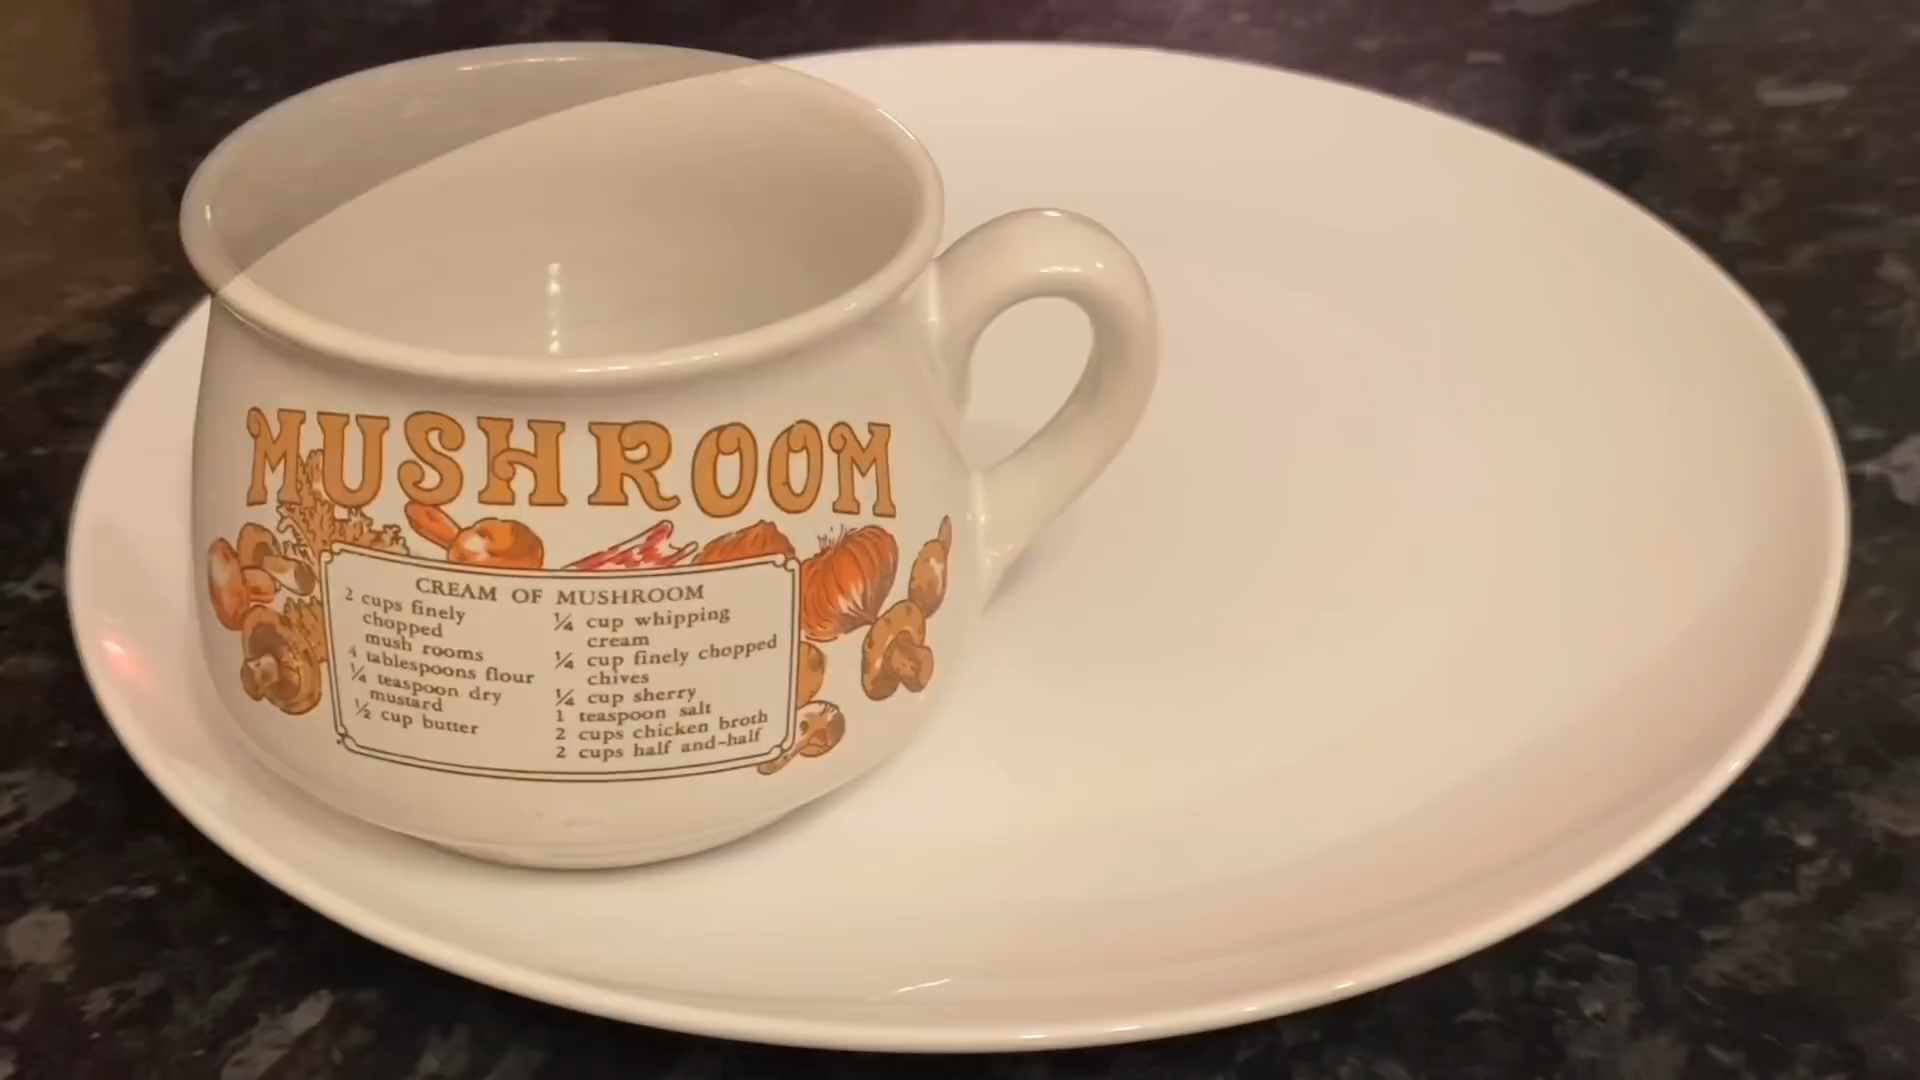 MUSHROOM
CREAM OF MUSHROOM
2 cups finely
chopped
mush rooms
4 tablespoons flour
¼ teaspoon dry
mustard
½ cup butter
¼ cup whipping
cream
¼ cup finely chopped
chives
¼ cup sherry
1 teaspoon salt
2 cups chicken broth
2 cups half and-half